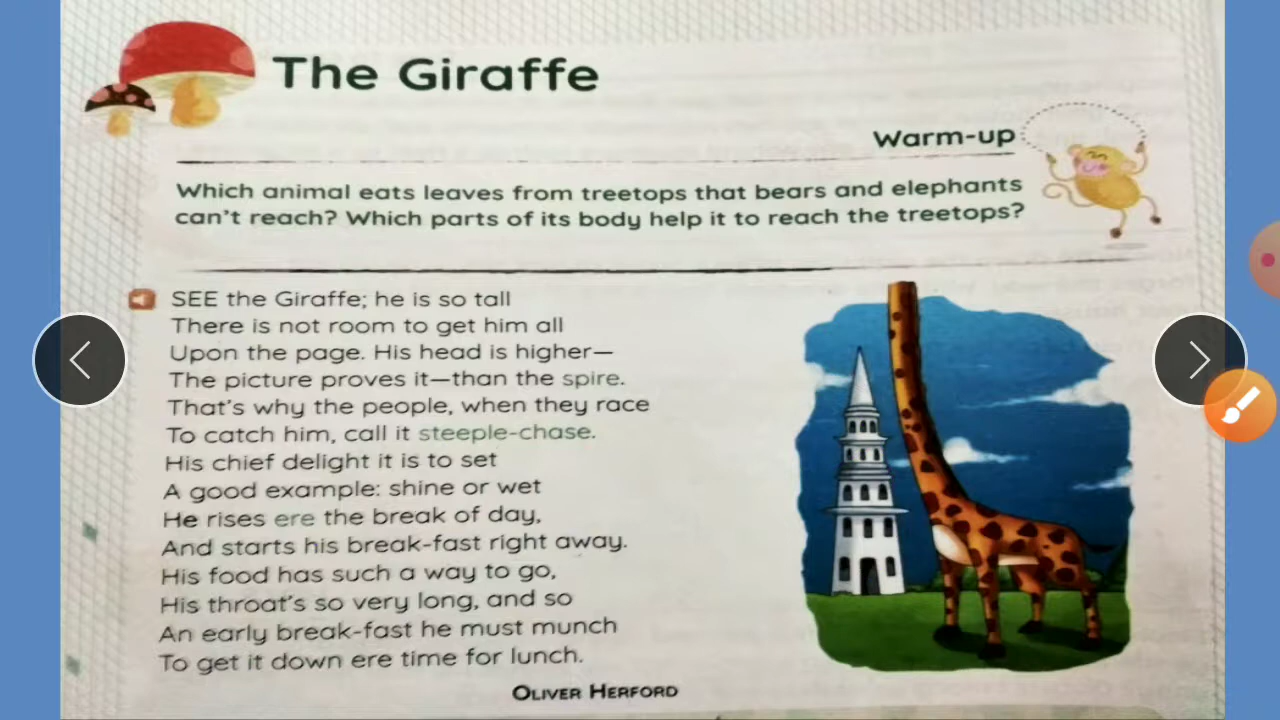 The Giraffe
Warm-up
Which animal eats leaves from treetops that bears and elephants
can't reach? Which parts of its body help it to reach the treetops?
SEE the Giraffe; he is so tall
There is not room to get him all
Upon the page. His head is higher—
The picture proves it—than the spire.
That's why the people, when they race
To catch him, call it steeple-chase.
His chief delight it is to set
A good example: shine or wet
He rises ere the break of day,
And starts his break-fast right away.
His food has such a way to go,
His throat's so very long, and so
An early break-fast he must munch
To get it down ere time for lunch.
OLIVER HERFORD